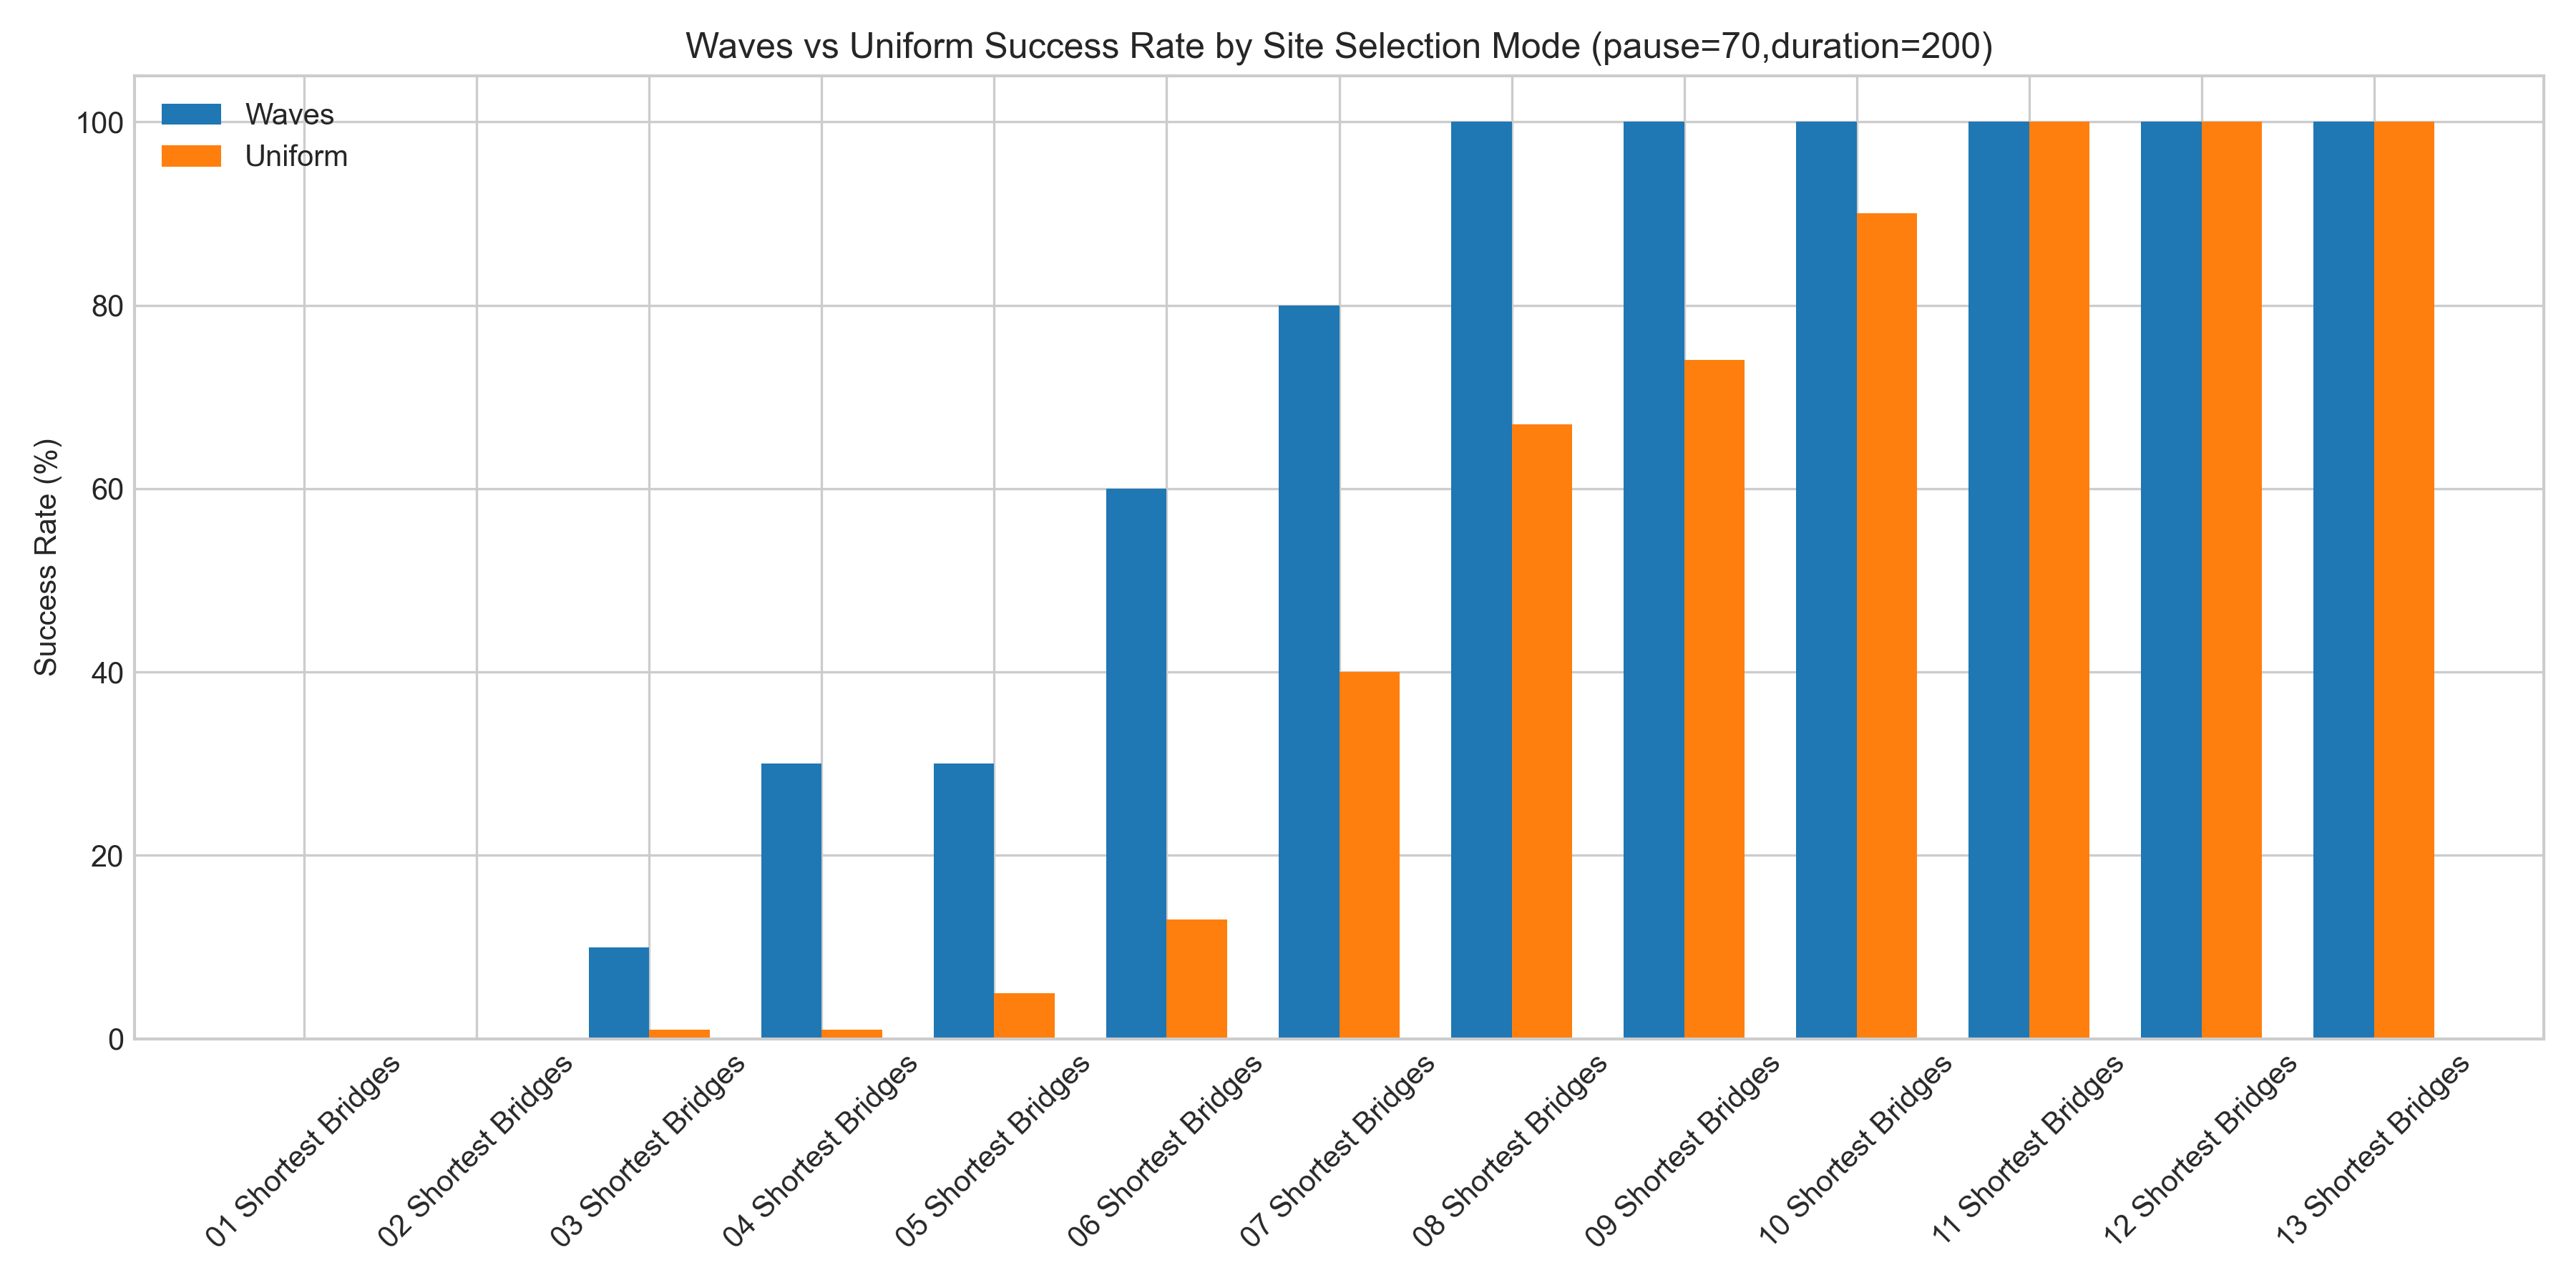 Waves vs Uniform Success Rate by Site Selection Mode (pause=70,duration=200)
Waves
Uniform
Success Rate (%)
100
80
60
40
20
0
01 Shortest Bridges
02 Shortest Bridges
03 Shortest Bridges
04 Shortest Bridges
05 Shortest Bridges
06 Shortest Bridges
07 Shortest Bridges
08 Shortest Bridges
09 Shortest Bridges
10 Shortest Bridges
11 Shortest Bridges
12 Shortest Bridges
13 Shortest Bridges